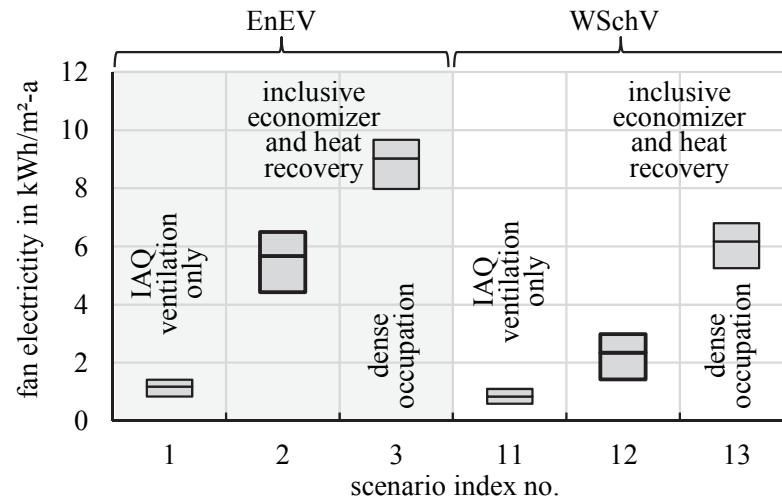 EnEV
WSchV
fan electrictity in kWh/m²-a
12
10
8
6
4
2
0
inclusive
economizer
and heat
recovery
inclusive
economizer
and heat
recovery
IAQ
ventilation
only
dense
occupation
IAQ
ventilation
only
dense
occupation
1
2
3
11
12
13
scenario index no.